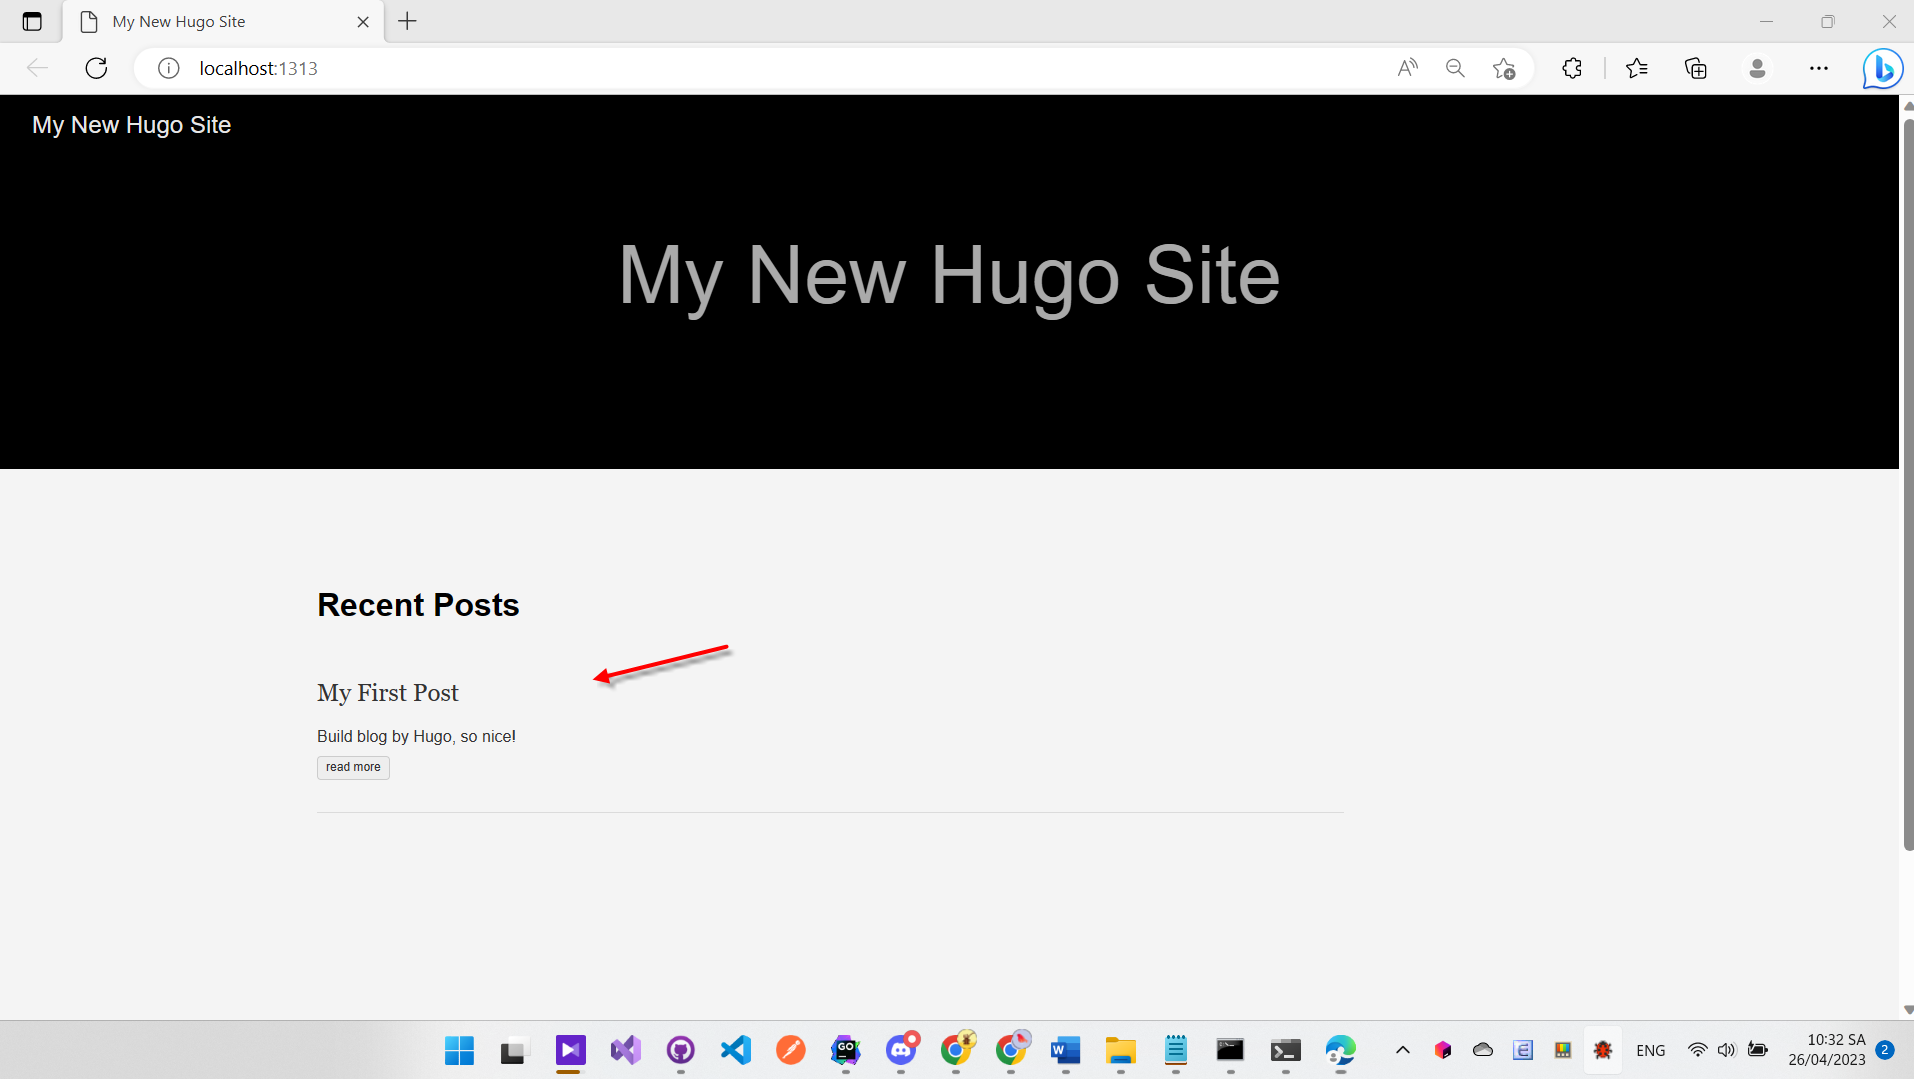 My New Hugo Site
localhost:1313
My New Hugo Site
My New Hugo Site
Recent Posts
My First Post
Build blog by Hugo, so nice!
read more
GO
W
ENG
10:32 SA
26/04/2023
2